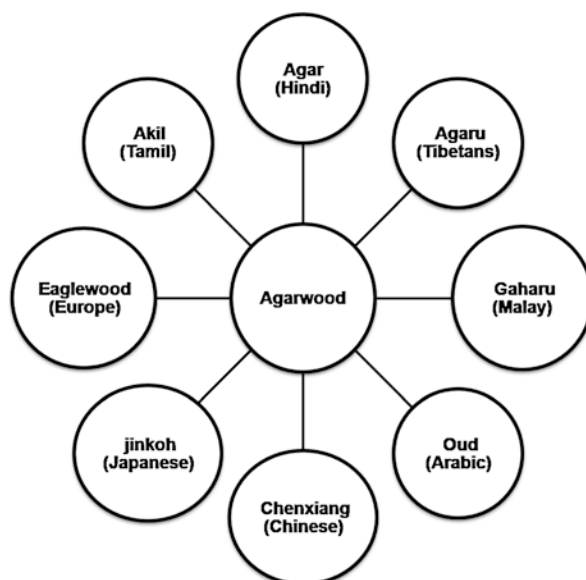 Agar
(Hindi)
Akil
(Tamil)
Agaru
(Tibetans)
Eaglewood
(Europe)
Agarwood
Gaharu
(Malay)
jinkoh
(Japanese)
Oud
(Arabic)
Chenxiang
(Chinese)